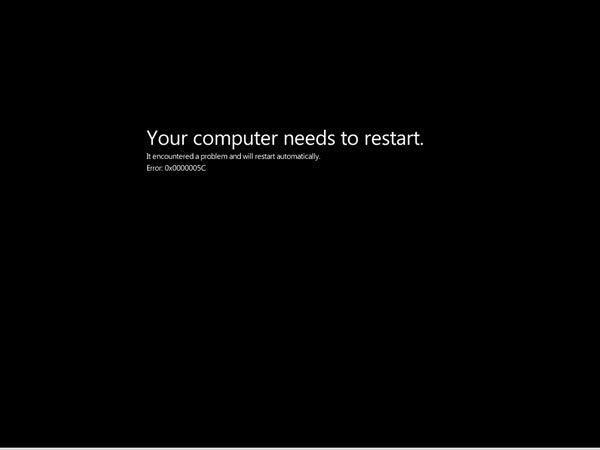 Your computer needs to restart.
It encountered a problem and will restart automatically.
Error: 0x0000005C